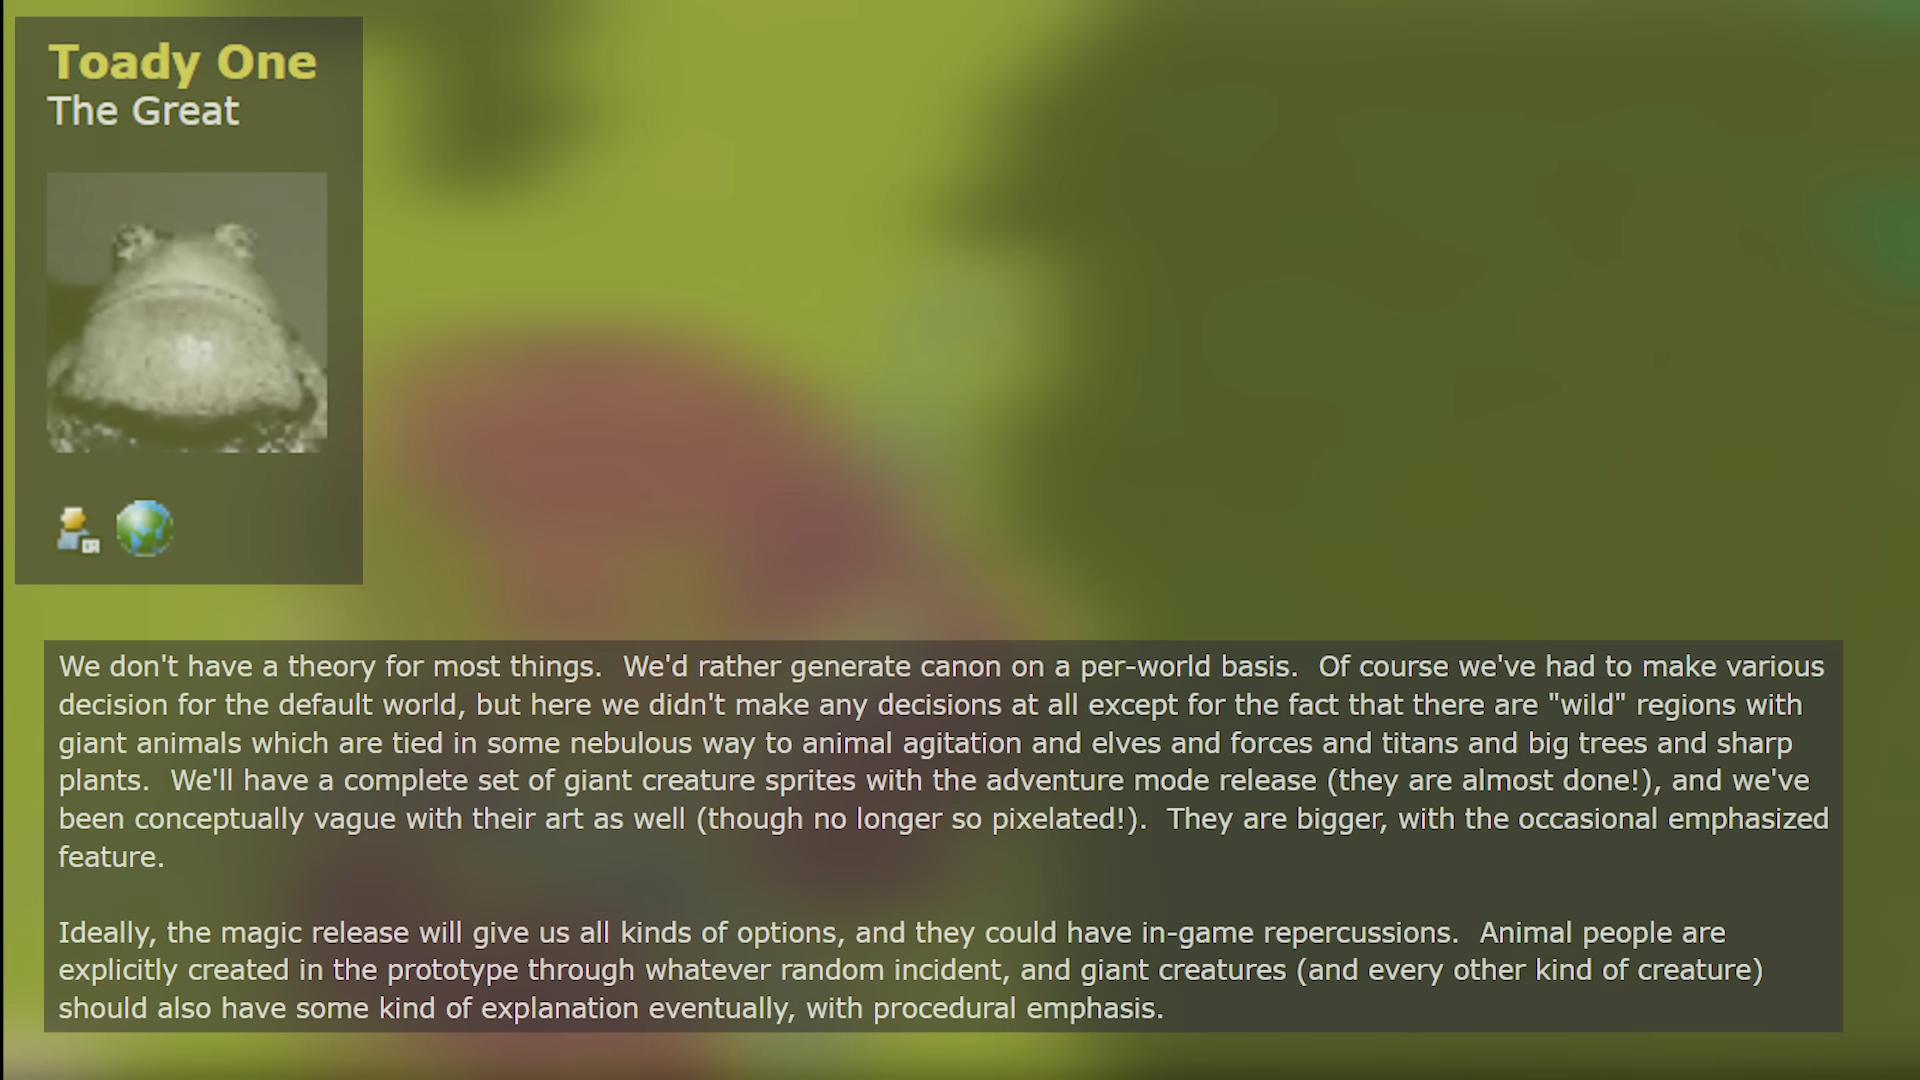 Toady One
The Great
We don't have a theory for most things.  We'd rather generate canon on a per-world basis.  Of course we've had to make various
decision for the default world, but here we didn't make any decisions at all except for the fact that there are "wild" regions with
giant animals which are tied in some nebulous way to animal agitation and elves and forces and titans and big trees and sharp
plants.  We'll have a complete set of giant creature sprites with the adventure mode release (they are almost done!), and we've
been conceptually vague with their art as well (though no longer so pixelated!).  They are bigger, with the occasional emphasized
feature.
Ideally, the magic release will give us all kinds of options, and they could have in-game repercussions.  Animal people are
explicitly created in the prototype through whatever random incident, and giant creatures (and every other kind of creature)
should also have some kind of explanation eventually, with procedural emphasis.